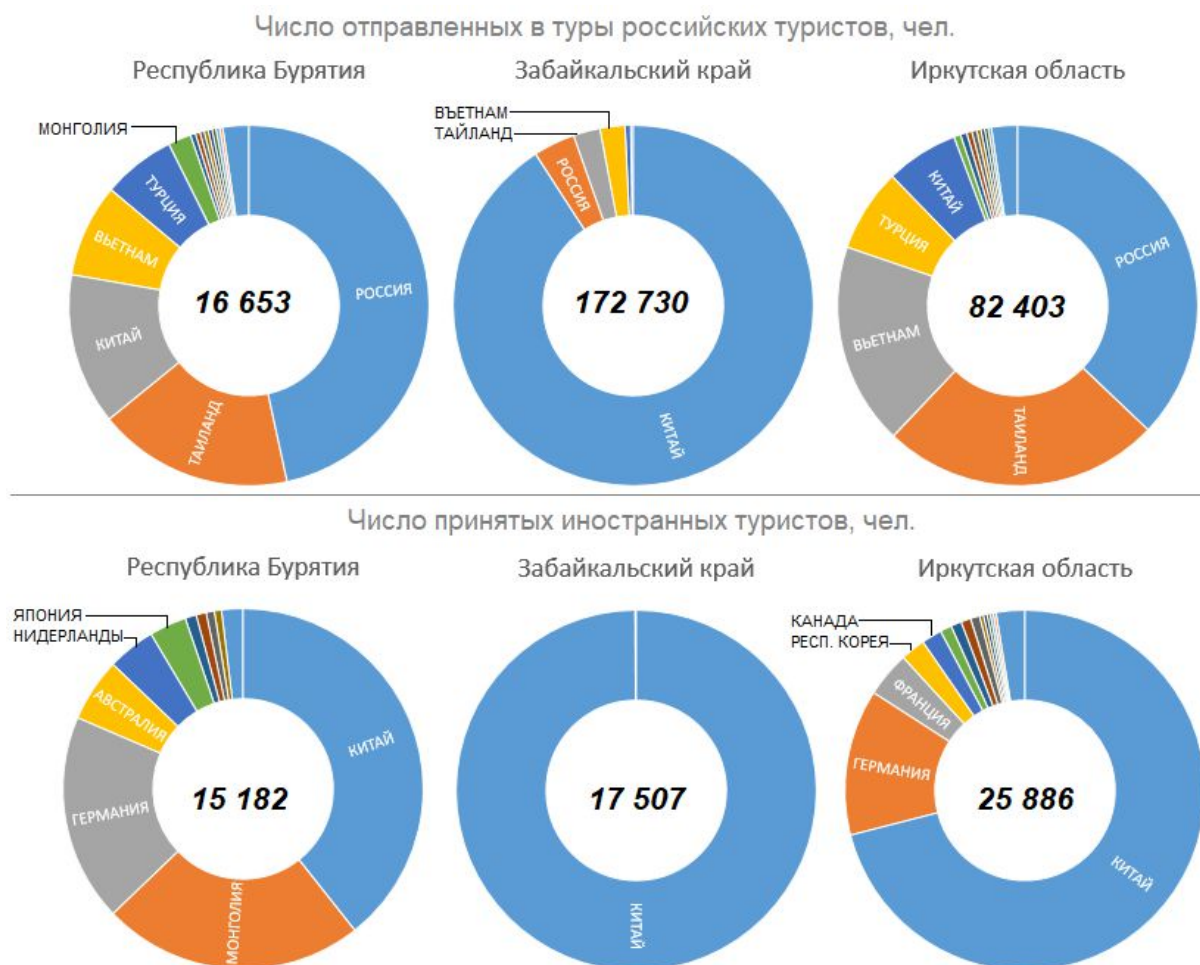 Число отправленных в туры российских туристов, чел.
Республика Бурятия
МОНГОЛИЯ
ТУРЦИЯ
ВЬЕТНАМ
КИТАЙ
ТАИЛАНД
РОССИЯ
16 653
Забайкальский край
ВЪЕТНАМ
ТАЙЛАНД
РОССИЯ
172 730
КИТАЙ
Иркутская область
КИТАЙ
ТУРЦИЯ
ВЬЕТНАМ
ТАИЛАНД
РОССИЯ
82 403
Число принятых иностранных туристов, чел.
Республика Бурятия
ЯПОНИЯ
НИДЕРЛАНДЫ
АВСТРАЛИЯ
ГЕРМАНИЯ
МОНГОЛИЯ
КИТАЙ
15 182
Забайкальский край
17 507
КИТАЙ
Иркутская область
КАНАДА
РЕСП. КОРЕЯ
ФРАНЦИЯ
ГЕРМАНИЯ
КИТАЙ
25 886